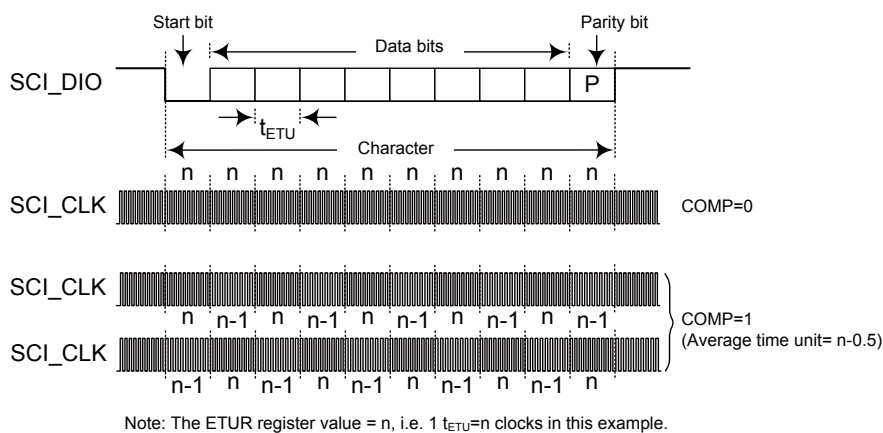 Start bit
Parity bit
Data bits
SCI_DIO
P
tETU
Character
n n n n n n n n n n
SCI_CLK
COMP=0
SCI_CLK
n n-1 n n-1 n n-1 n n-1 n n-1
COMP=1
(Average time unit= n-0.5)
SCI_CLK
n-1 n n-1 n n-1 n n-1 n n-1 n
Note: The ETUR register value = n, i.e. 1 tETU=n clocks in this example.